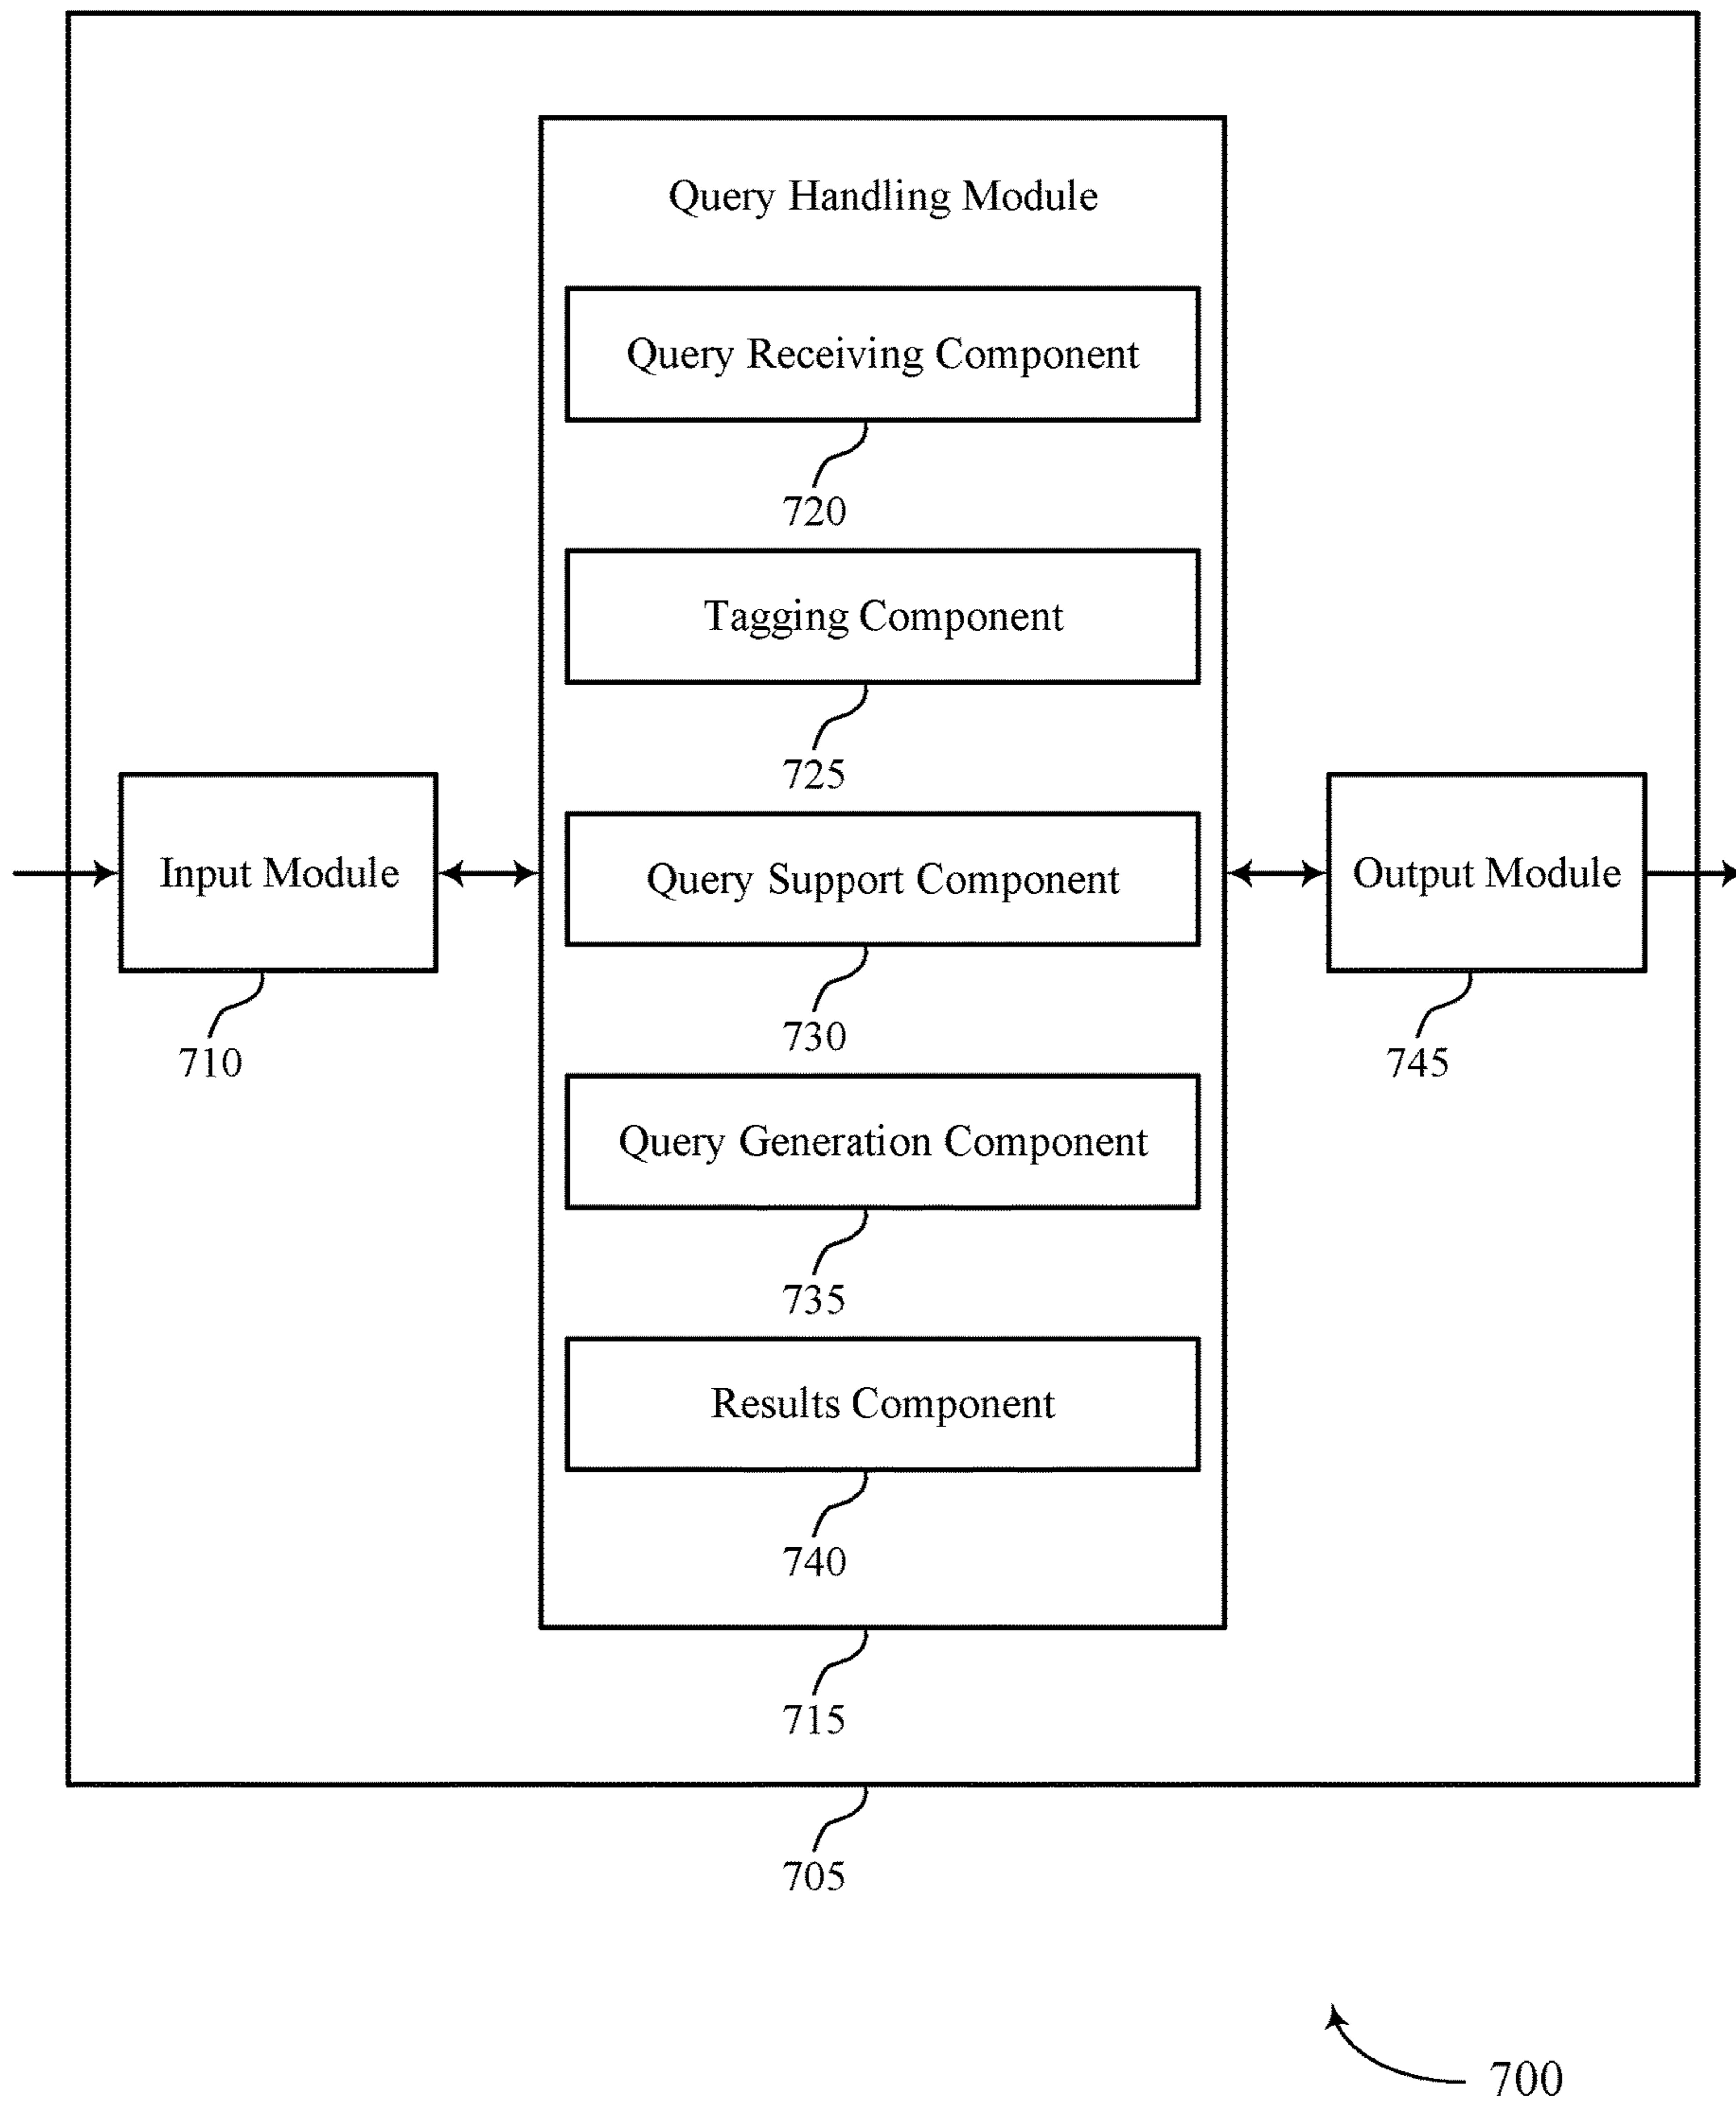 Query Handling Module
Query Receiving Component
720
Tagging Component
725
Input Module
710
Query Support Component
730
Output Module
745
Query Generation Component
735
Results Component
740
715
705
700